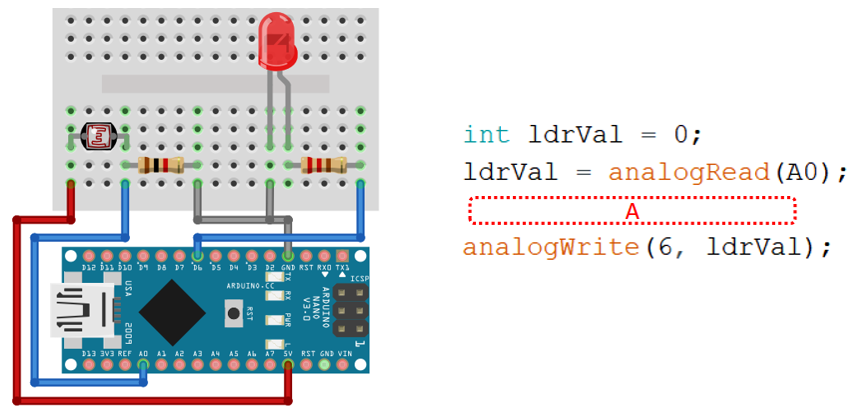 int ldrVal = 0;
ldrVal = analogRead(A0);
A
analogWrite(6, ldrVal);
D12 D11 D10 D9 D8 D7 D6 D5 D4 D3 D2 GND RST RX0 TX1
ICSP
TX
RX
PWR
L
RST
ARDUINO.CC
ARDUINO
NANO
V3.0
USA
2009
1
D13 3V3 REF A0 A1 A2 A3 A4 A5 A6 A7 5V RST GND VIN